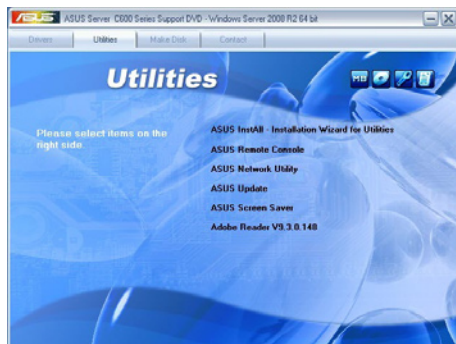 ASUS ASUS Server C600 Series Support DVD - Windows Server 2008 R2 64 bit
Drivers Utilities Make Disk Contact
Utilities
MB
Please select items on the
right side.
ASUS InstAll - Installation Wizard for Utilities
ASUS Remote Console
ASUS Network Utility
ASUS Update
ASUS Screen Saver
Adobe Reader V9.3.0.148